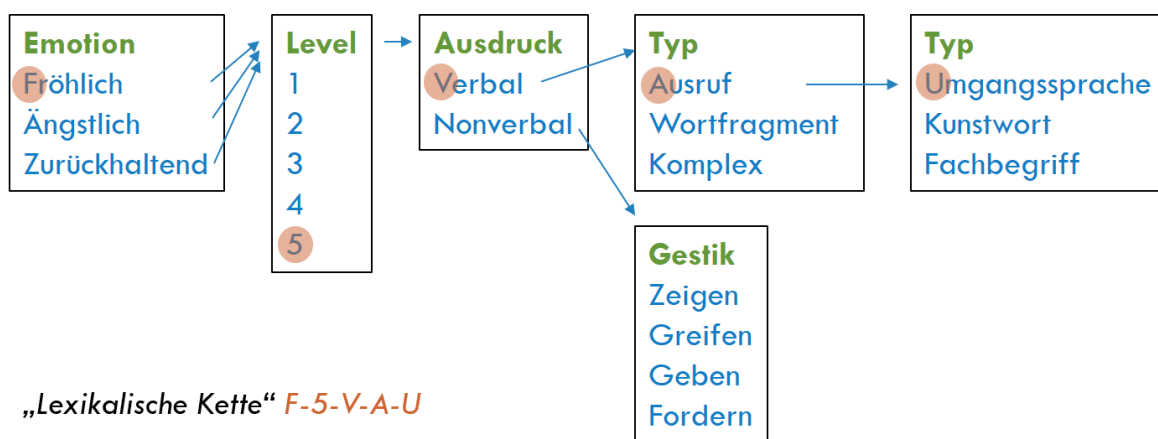 Emotion
Fröhlich
Ängstlich
Zurückhaltend
Level
1
2
3
4
5
Ausdruck
Verbal
Nonverbal
Typ
Ausruf
Wortfragment
Komplex
Typ
Umgangssprache
Kunstwort
Fachbegriff
Gestik
Zeigen
Greifen
Geben
Fordern
„Lexikalische Kette“ F-5-V-A-U